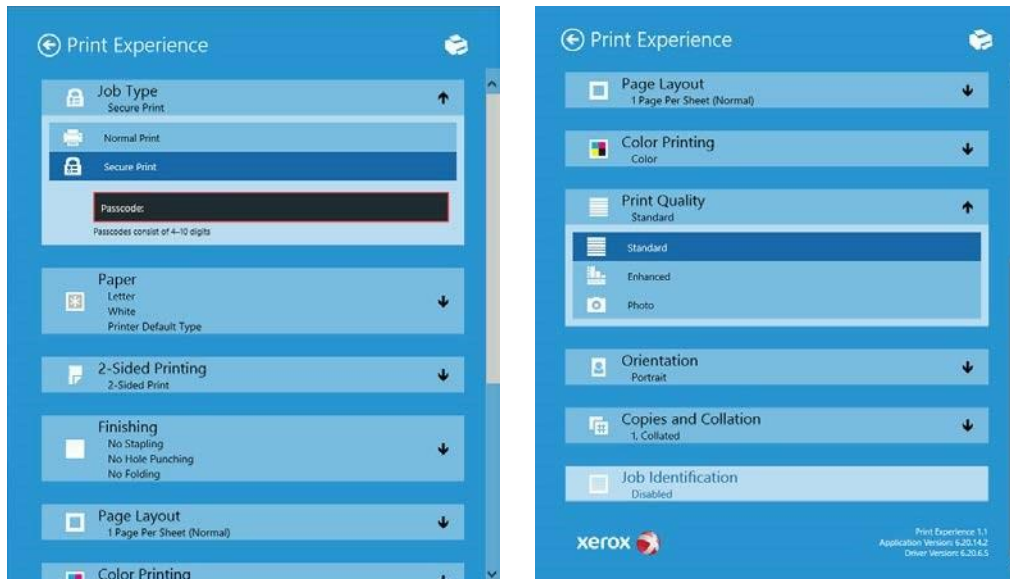 Print Experience
Job Type
Secure Print
Normal Print
Secure Print
Passcode:
Passcodes consist of 4–10 digits
Paper
Letter
White
Printer Default Type
2-Sided Printing
2-Sided Print
Finishing
No Stapling
No Hole Punching
No Folding
Page Layout
1 Page Per Sheet (Normal)
Color Printing
Print Experience
Page Layout
1 Page Per Sheet (Normal)
Color Printing
Color
Print Quality
Standard
Standard
Enhanced
Photo
Orientation
Portrait
Copies and Collation
1, Collated
Job Identification
Disabled
xerox
Print Experience 1.1
Application Version: 6.20.14.2
Driver Version: 6.20.6.5